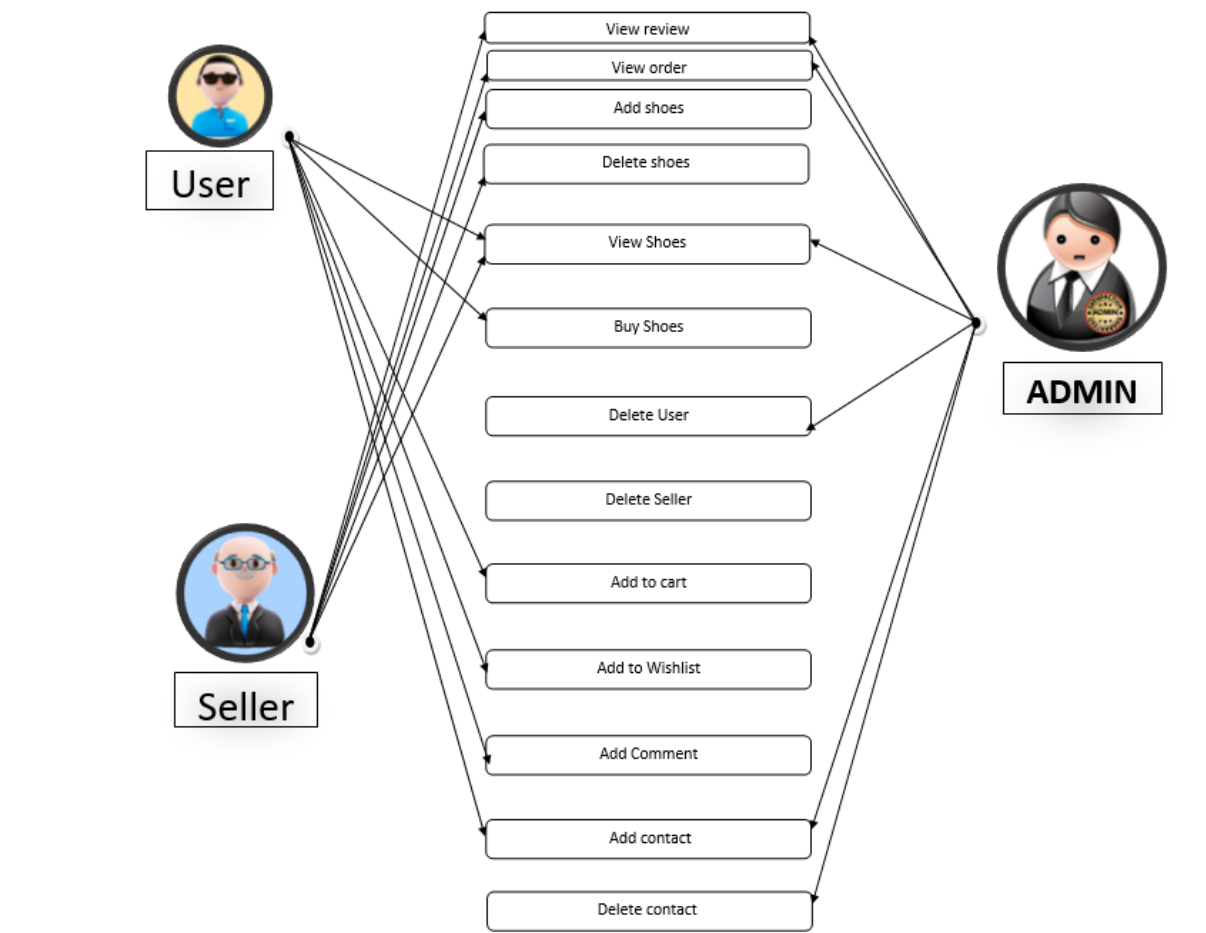 View review
View order
Add shoes
Delete shoes
View Shoes
Buy Shoes
Delete User
Delete Seller
Add to cart
Add to Wishlist
Add Comment
Add contact
Delete contact
User
Seller
ADMIN
ADMIN